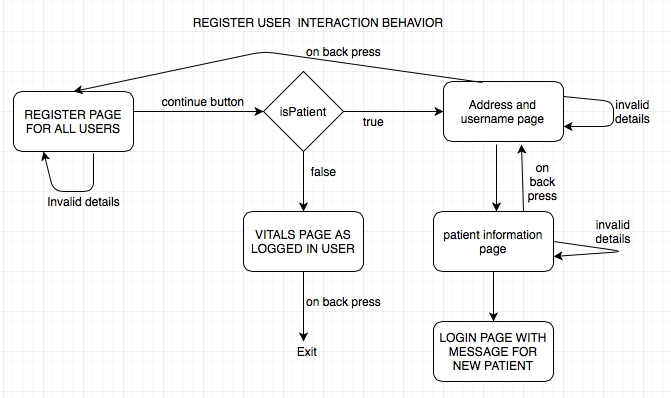 REGISTER USER  INTERACTION BEHAVIOR
on back press
REGISTER PAGE
FOR ALL USERS
continue button
isPatient
true
Address and
username page
invalid
details
Invalid details
false
on
back
press
VITALS PAGE AS
LOGGED IN USER
patient information
page
invalid
details
on back press
Exit
LOGIN PAGE WITH
MESSAGE FOR
NEW PATIENT